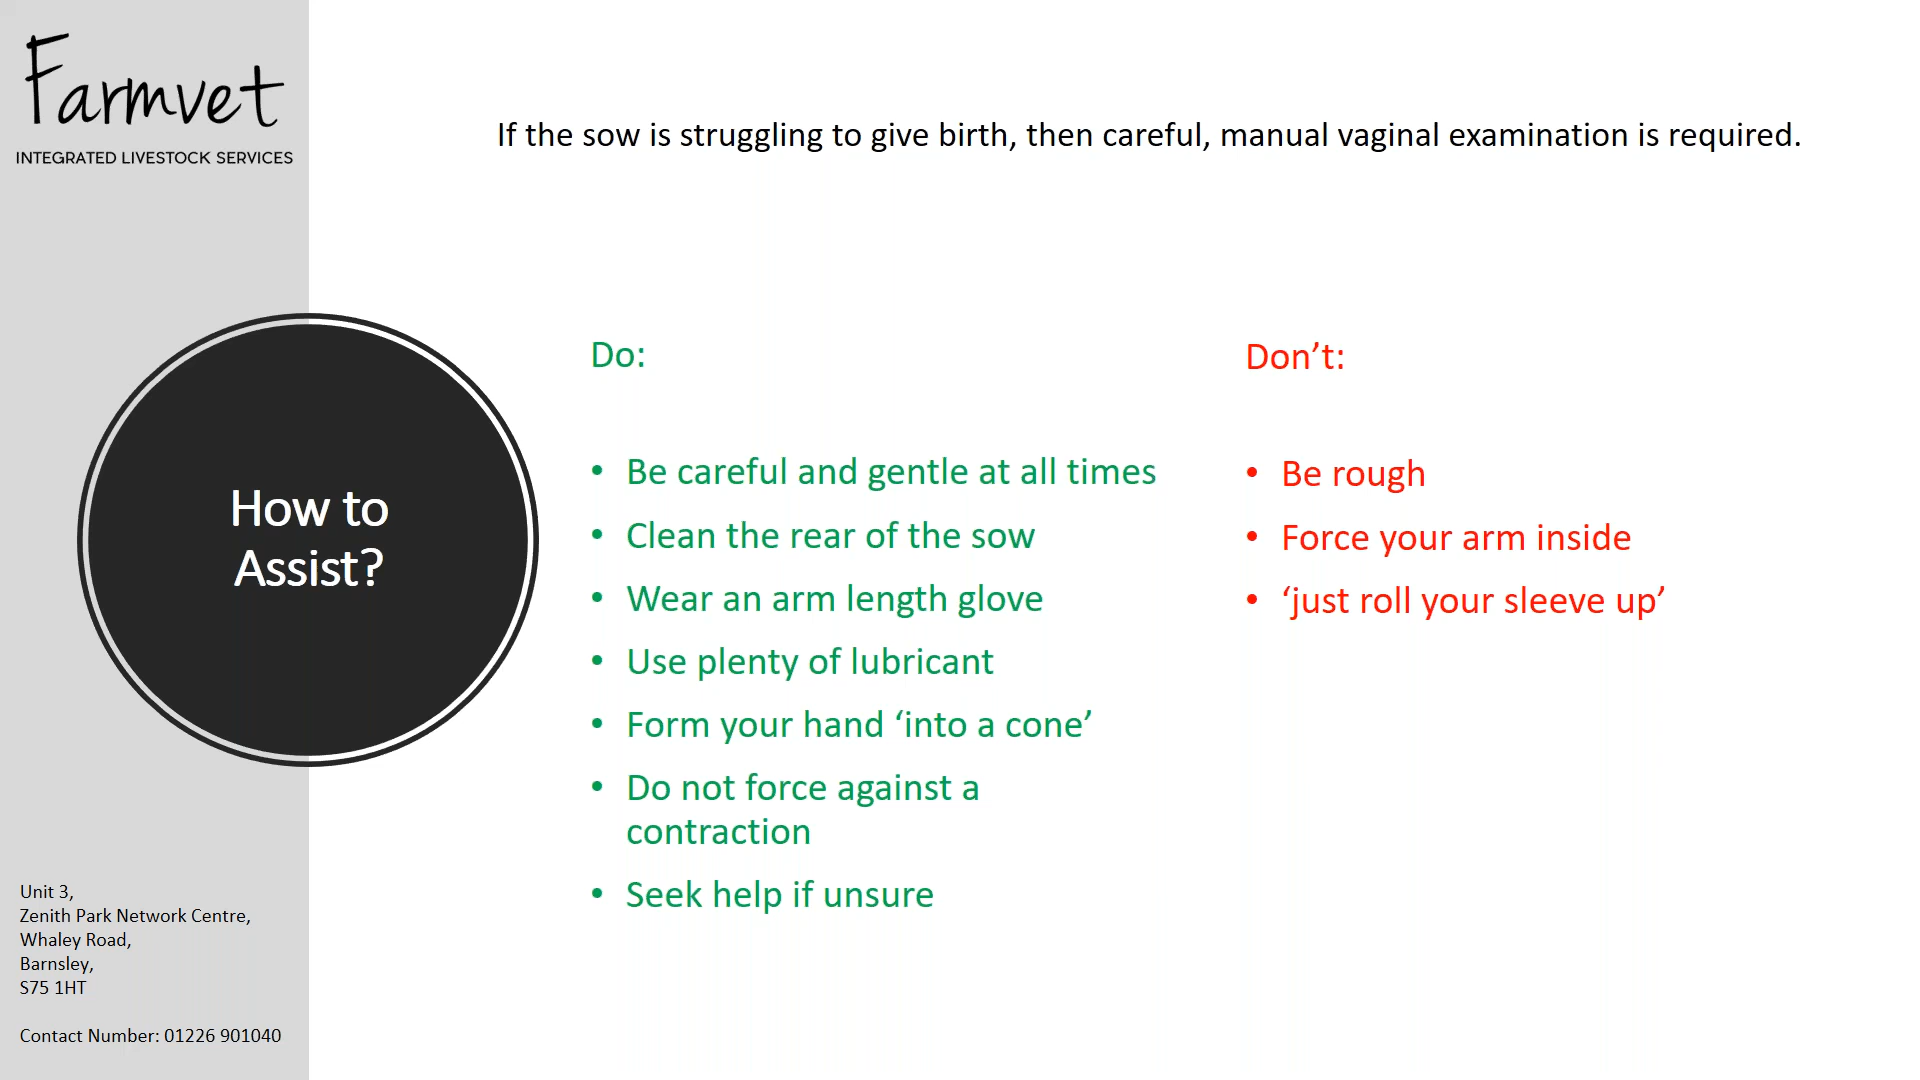 Farmvet
INTEGRATED LIVESTOCK SERVICES
If the sow is struggling to give birth, then careful, manual vaginal examination is required.
How to
Assist?
Do:
• Be careful and gentle at all times
• Clean the rear of the sow
• Wear an arm length glove
• Use plenty of lubricant
• Form your hand ‘into a cone’
• Do not force against a
contraction
• Seek help if unsure
Don’t:
• Be rough
• Force your arm inside
• ‘just roll your sleeve up’
Unit 3,
Zenith Park Network Centre,
Whaley Road,
Barnsley,
S75 1HT
Contact Number: 01226 901040